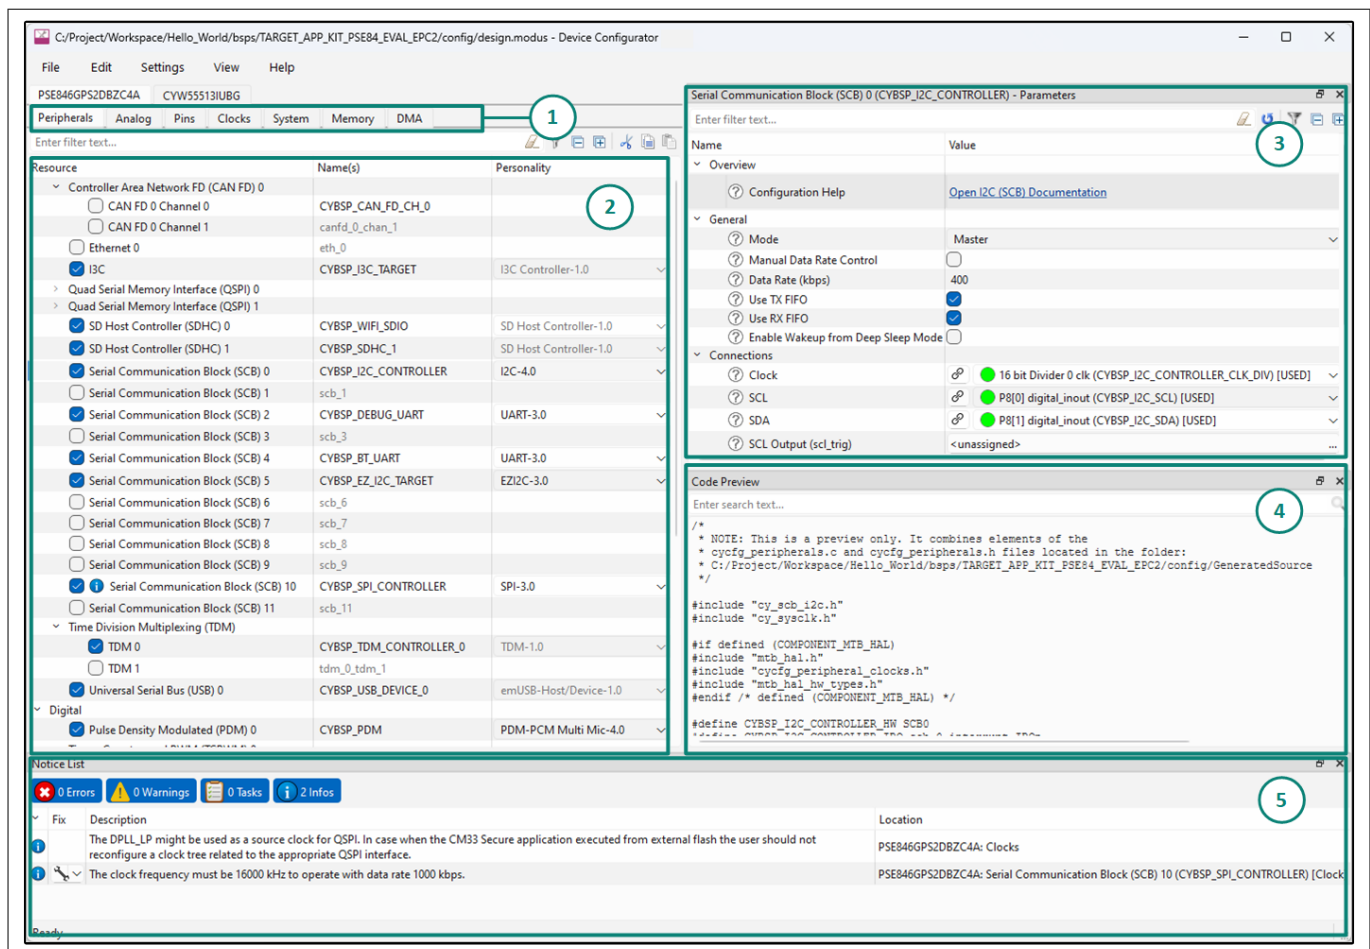 C:/Project/Workspace/Hello_World/bsps/TARGET_APP_KIT_PSE84_EVAL_EPC2/config/design.modus - Device Configurator
File Edit Settings View Help
PSE846GPS2DBZC4A CYW55513IUBG
Peripherals Analog Pins Clocks System Memory DMA
1
Enter filter text...
Resource Name(s) Personality
2
Controller Area Network FD (CAN FD) 0
CAN FD 0 Channel 0 CYBSP_CAN_FD_CH_0
CAN FD 0 Channel 1 canfd_0_chan_1
Ethernet 0 eth_0
I3C CYBSP_I3C_TARGET I3C Controller-1.0
Quad Serial Memory Interface (QSPI) 0
Quad Serial Memory Interface (QSPI) 1
SD Host Controller (SDHC) 0 CYBSP_WIFI_SDIO SD Host Controller-1.0
SD Host Controller (SDHC) 1 CYBSP_SDHC_1 SD Host Controller-1.0
Serial Communication Block (SCB) 0 CYBSP_I2C_CONTROLLER I2C-4.0
Serial Communication Block (SCB) 1 scb_1
Serial Communication Block (SCB) 2 CYBSP_DEBUG_UART UART-3.0
Serial Communication Block (SCB) 3 scb_3
Serial Communication Block (SCB) 4 CYBSP_BT_UART UART-3.0
Serial Communication Block (SCB) 5 CYBSP_EZ_I2C_TARGET EZI2C-3.0
Serial Communication Block (SCB) 6 scb_6
Serial Communication Block (SCB) 7 scb_7
Serial Communication Block (SCB) 8 scb_8
Serial Communication Block (SCB) 9 scb_9
Serial Communication Block (SCB) 10 CYBSP_SPI_CONTROLLER SPI-3.0
Serial Communication Block (SCB) 11 scb_11
Time Division Multiplexing (TDM)
TDM 0 CYBSP_TDM_CONTROLLER_0 TDM-1.0
TDM 1 tdm_0_tdm_1
Universal Serial Bus (USB) 0 CYBSP_USB_DEVICE_0 emUSB-Host/Device-1.0
Digital
Pulse Density Modulated (PDM) 0 CYBSP_PDM PDM-PCM Multi Mic-4.0
Serial Communication Block (SCB) 0 (CYBSP_I2C_CONTROLLER) - Parameters
Enter filter text...
3
Name Value
Overview
Configuration Help Open I2C (SCB) Documentation
General
Mode Master
Manual Data Rate Control
Data Rate (kbps) 400
Use TX FIFO
Use RX FIFO
Enable Wakeup from Deep Sleep Mode
Connections
Clock 16 bit Divider 0 clk (CYBSP_I2C_CONTROLLER_CLK_DIV) [USED]
SCL P8[0] digital_inout (CYBSP_I2C_SCL) [USED]
SDA P8[1] digital_inout (CYBSP_I2C_SDA) [USED]
SCL Output (scl_trig) <unassigned> ...
Code Preview
Enter search text...
4
/*
* NOTE: This is a preview only. It combines elements of the
* cycfg_peripherals.c and cycfg_peripherals.h files located in the folder:
* C:/Project/Workspace/Hello_World/bsps/TARGET_APP_KIT_PSE84_EVAL_EPC2/config/GeneratedSource
*/
#include "cy_scb_i2c.h"
#include "cy_sysclk.h"
#if defined (COMPONENT_MTB_HAL)
#include "mtb_hal.h"
#include "cycfg_peripheral_clocks.h"
#include "mtb_hal_hw_types.h"
#endif /* defined (COMPONENT_MTB_HAL) */
#define CYBSP_I2C_CONTROLLER_HW SCB0
Notice List
0 Errors 0 Warnings 0 Tasks 2 Infos
5
Fix Description Location
The DPLL_LP might be used as a source clock for QSPI. In case when the CM33 Secure application executed from external flash the user should not
reconfigure a clock tree related to the appropriate QSPI interface.
PSE846GPS2DBZC4A: Clocks
The clock frequency must be 16000 kHz to operate with data rate 1000 kbps. PSE846GPS2DBZC4A: Serial Communication Block (SCB) 10 (CYBSP_SPI_CONTROLLER) [Clock
Ready